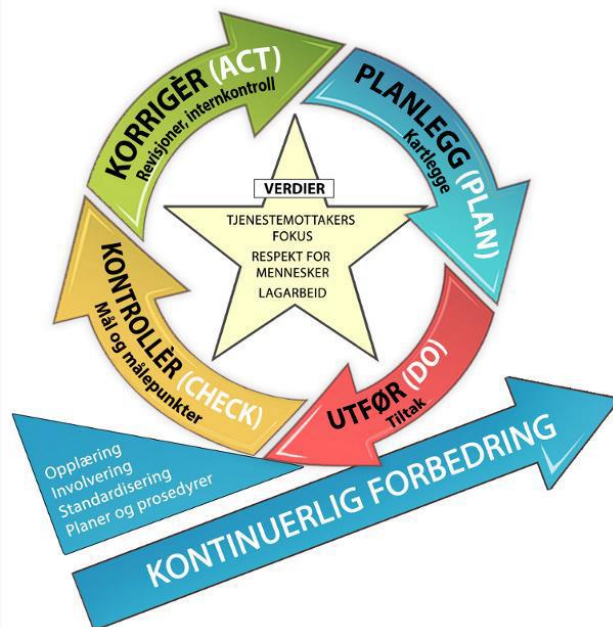 KORRIGÈR (ACT)
Revisjoner, internkontroll
PLANLEGG (PLAN)
Kartlegge
VERDIER
TJENESTEMOTTAKERS
FOKUS
RESPEKT FOR
MENNESKER
LAGARBEID
KONTROLLÈR (CHECK)
Mål og målepunkter
UTFØR (DO)
Tiltak
Opplæring
Involvering
Standardisering
Planer og prosedyrer
KONTINUERLIG FORBEDRING